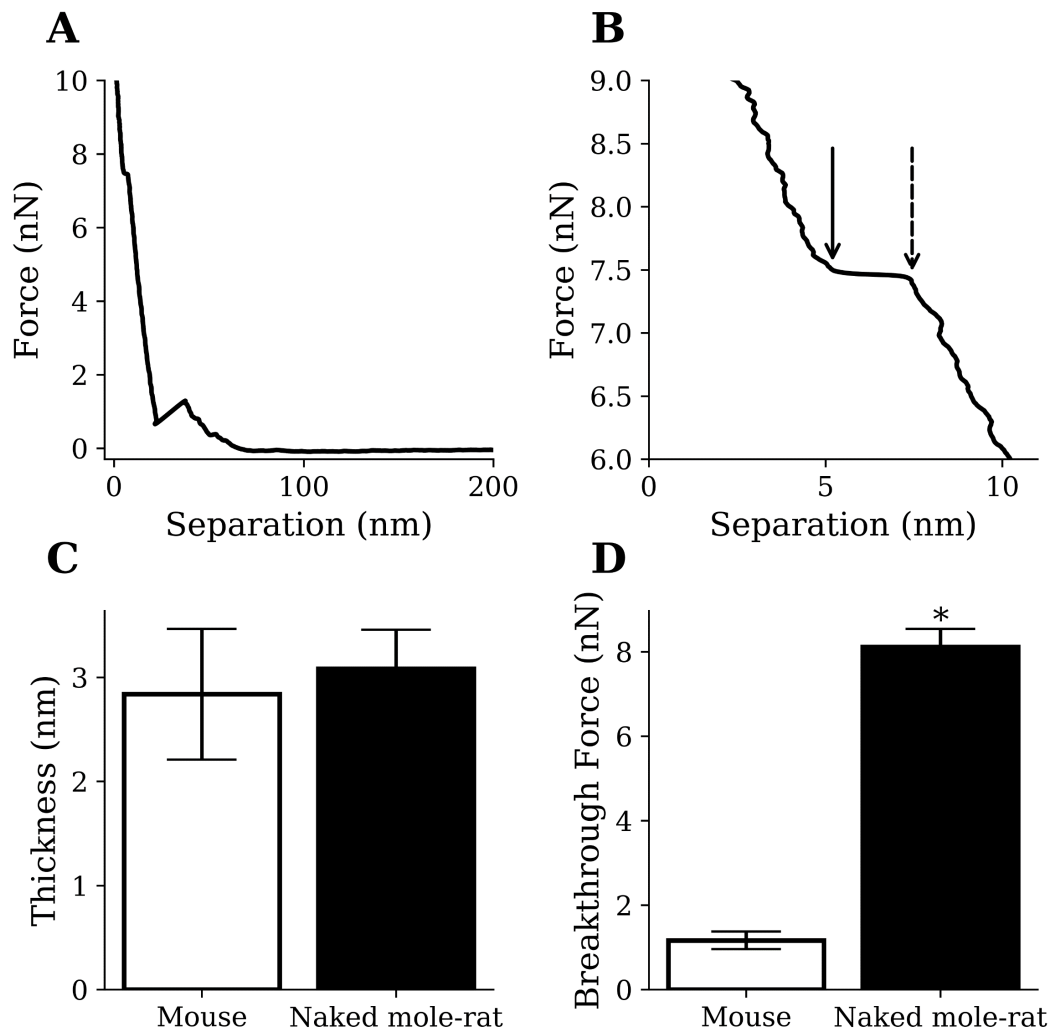 A
B
Force (nN)
10
8
6
4
2
0
0 100 200
Separation (nm)
Force (nN)
9.0
8.5
8.0
7.5
7.0
6.5
6.0
0 5 10
Separation (nm)
C
D
Thickness (nm)
3
2
1
0
Mouse Naked mole-rat
Breakthrough Force (nN)
*
8
6
4
2
0
Mouse Naked mole-rat